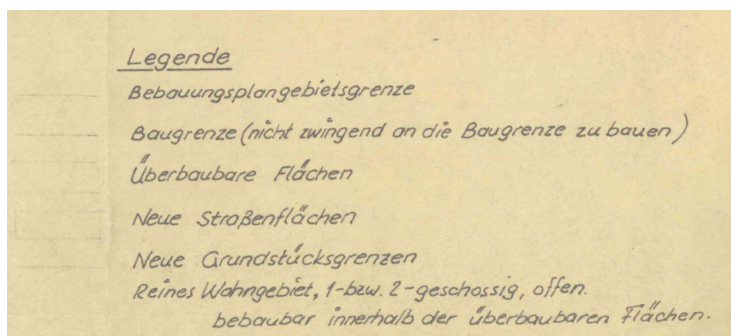 Legende
Bebauungsplangebietsgrenze
Baugrenze (nicht zwingend an die Baugrenze zu bauen)
Überbaubare Flächen
Neue Straßenflächen
Neue Grundstücksgrenzen
Reines Wohngebiet, 1-bzw. 2-geschossig, offen.
bebaubar innerhalb der überbaubaren Flächen.